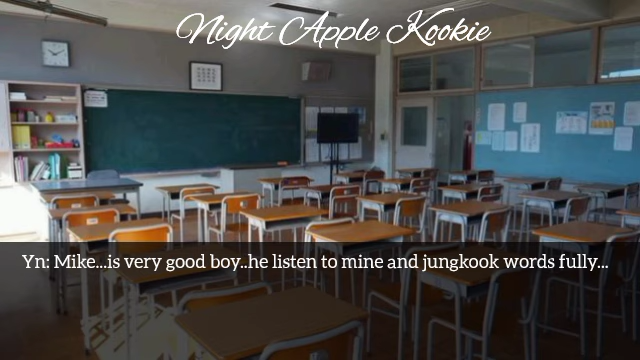 Night Apple Kookie
Yn: Mike...is very good boy..he listen to mine and jungkook words fully...